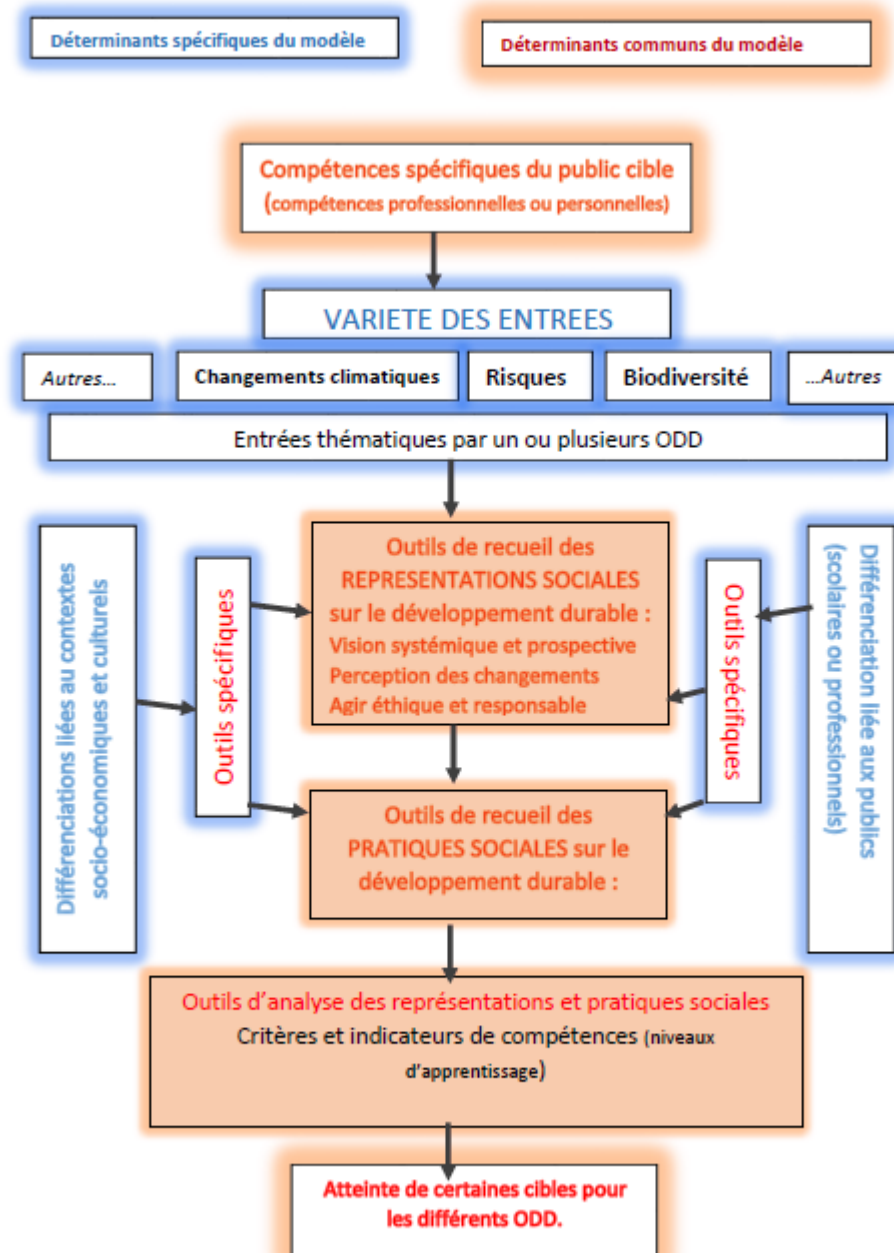 Déterminants spécifiques du modèle
Déterminants communs du modèle
Compétences spécifiques du public cible
(compétences professionnelles ou personnelles)
VARIETE DES ENTREES
Autres...
Changements climatiques
Risques
Biodiversité
...Autres
Entrées thématiques par un ou plusieurs ODD
Différenciations liées au contextes
socio-économiques et culturels
Outils spécifiques
Outils de recueil des
REPRESENTATIONS SOCIALES
sur le développement durable :
Vision systémique et prospective
Perception des changements
Agir éthique et responsable
Outils spécifiques
Différenciation liée aux publics
(scolaires ou professionnels)
Outils de recueil des
PRATIQUES SOCIALES sur le
développement durable :
Outils d'analyse des représentations et pratiques sociales
Critères et indicateurs de compétences (niveaux
d'apprentissage)
Atteinte de certaines cibles pour
les différents ODD.